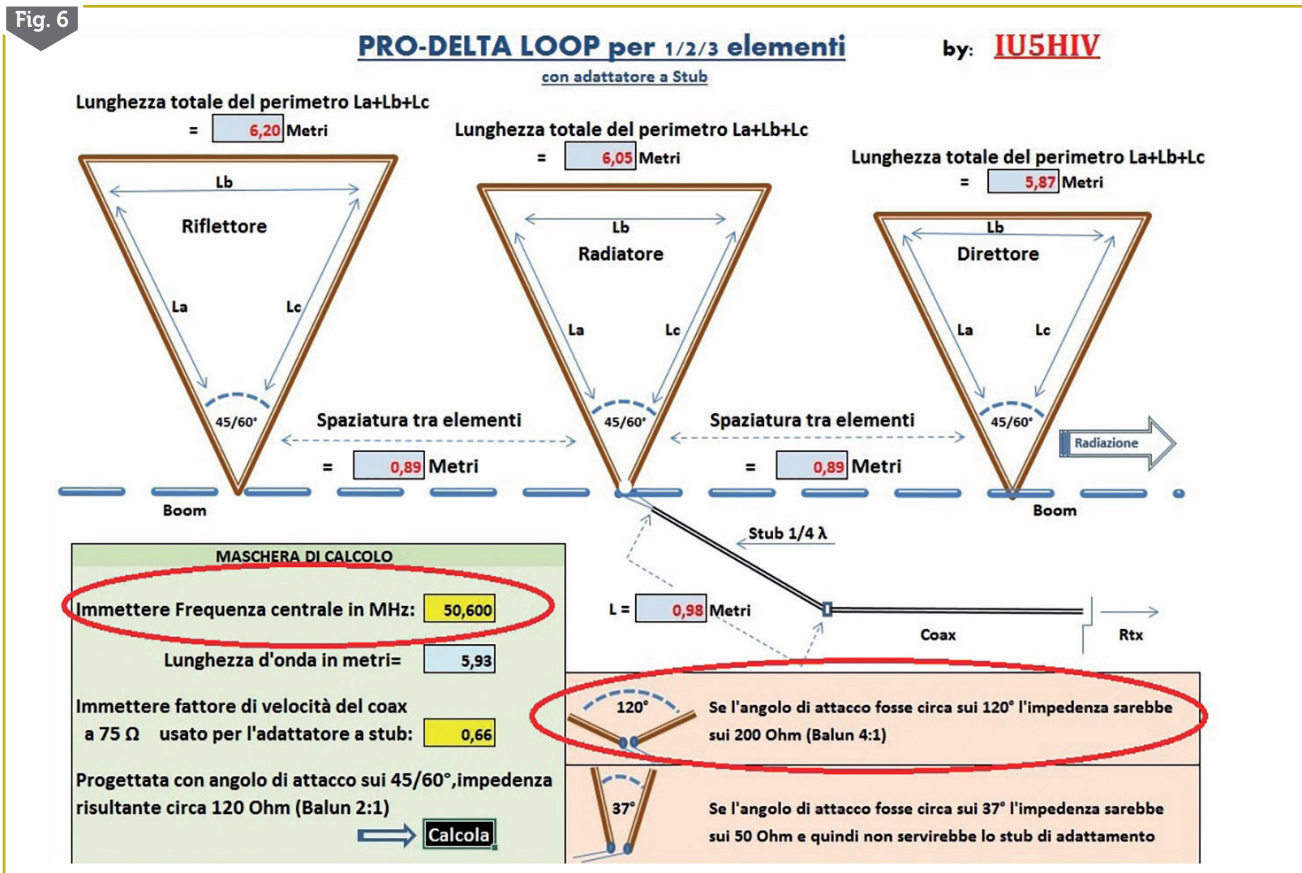 Fig. 6
PRO-DELTA LOOP per 1/2/3 elementi
by: IU5HIV
con adattatore a Stub
Lunghezza totale del perimetro La+Lb+Lc
= 6,20 Metri
Lunghezza totale del perimetro La+Lb+Lc
= 6,05 Metri
Lunghezza totale del perimetro La+Lb+Lc
= 5,87 Metri
Lb
Riflettore
La
Lc
45/60°
Lb
Radiatore
La
Lc
45/60°
Lb
Direttore
La
Lc
45/60°
Spaziatura tra elementi
= 0,89 Metri
Spaziatura tra elementi
= 0,89 Metri
Radiazione
Boom
Boom
Stub 1/4 λ
L = 0,98 Metri
Coax
Rtx
MASCHERA DI CALCOLO
Immettere Frequenza centrale in MHz: 50,600
Lunghezza d'onda in metri= 5,93
Immettere fattore di velocità del coax
a 75 Ω usato per l'adattatore a stub: 0,66
Progettata con angolo di attacco sui 45/60°,impedenza
risultante circa 120 Ohm (Balun 2:1)
Calcola
120°
Se l'angolo di attacco fosse circa sui 120° l'impedenza sarebbe
sui 200 Ohm (Balun 4:1)
37°
Se l'angolo di attacco fosse circa sui 37° l'impedenza sarebbe
sui 50 Ohm e quindi non servirebbe lo stub di adattamento